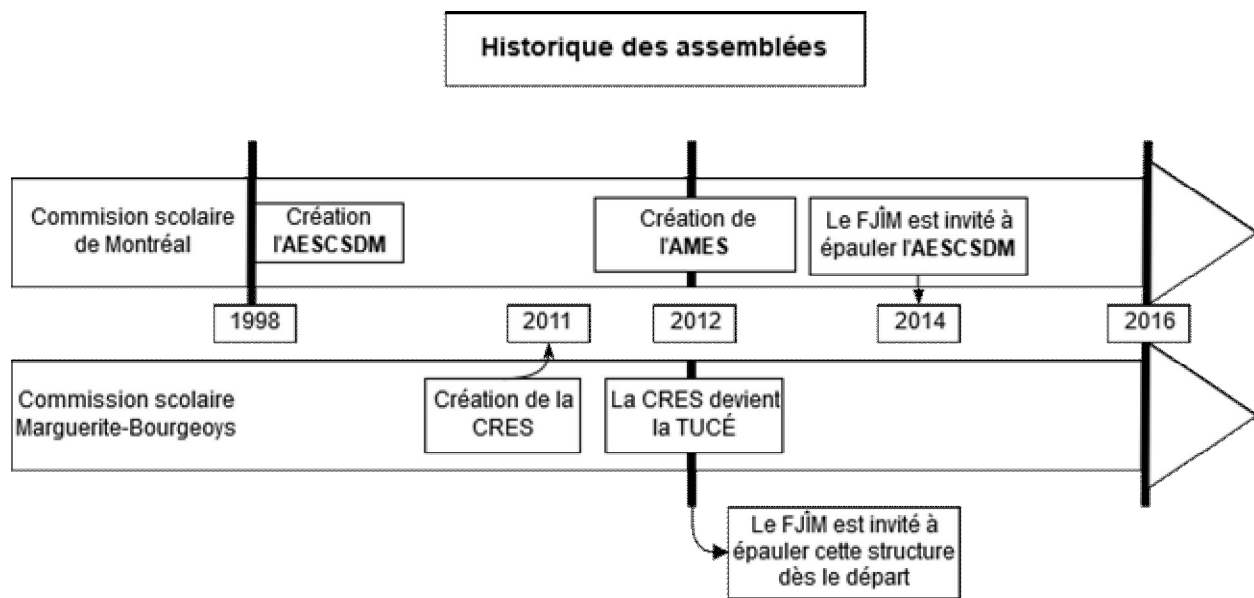 Historique des assemblées
Commision scolaire
de Montréal
Création
l'AESCSDM
Création de
l'AMES
Le FJÎM est invité à
épauler l'AESCSDM
1998
2011
2012
2014
2016
Commission scolaire
Marguerite-Bourgeoys
Création de la
CRES
La CRES devient
la TUCÉ
Le FJÎM est invité à
épauler cette structure
dès le départ